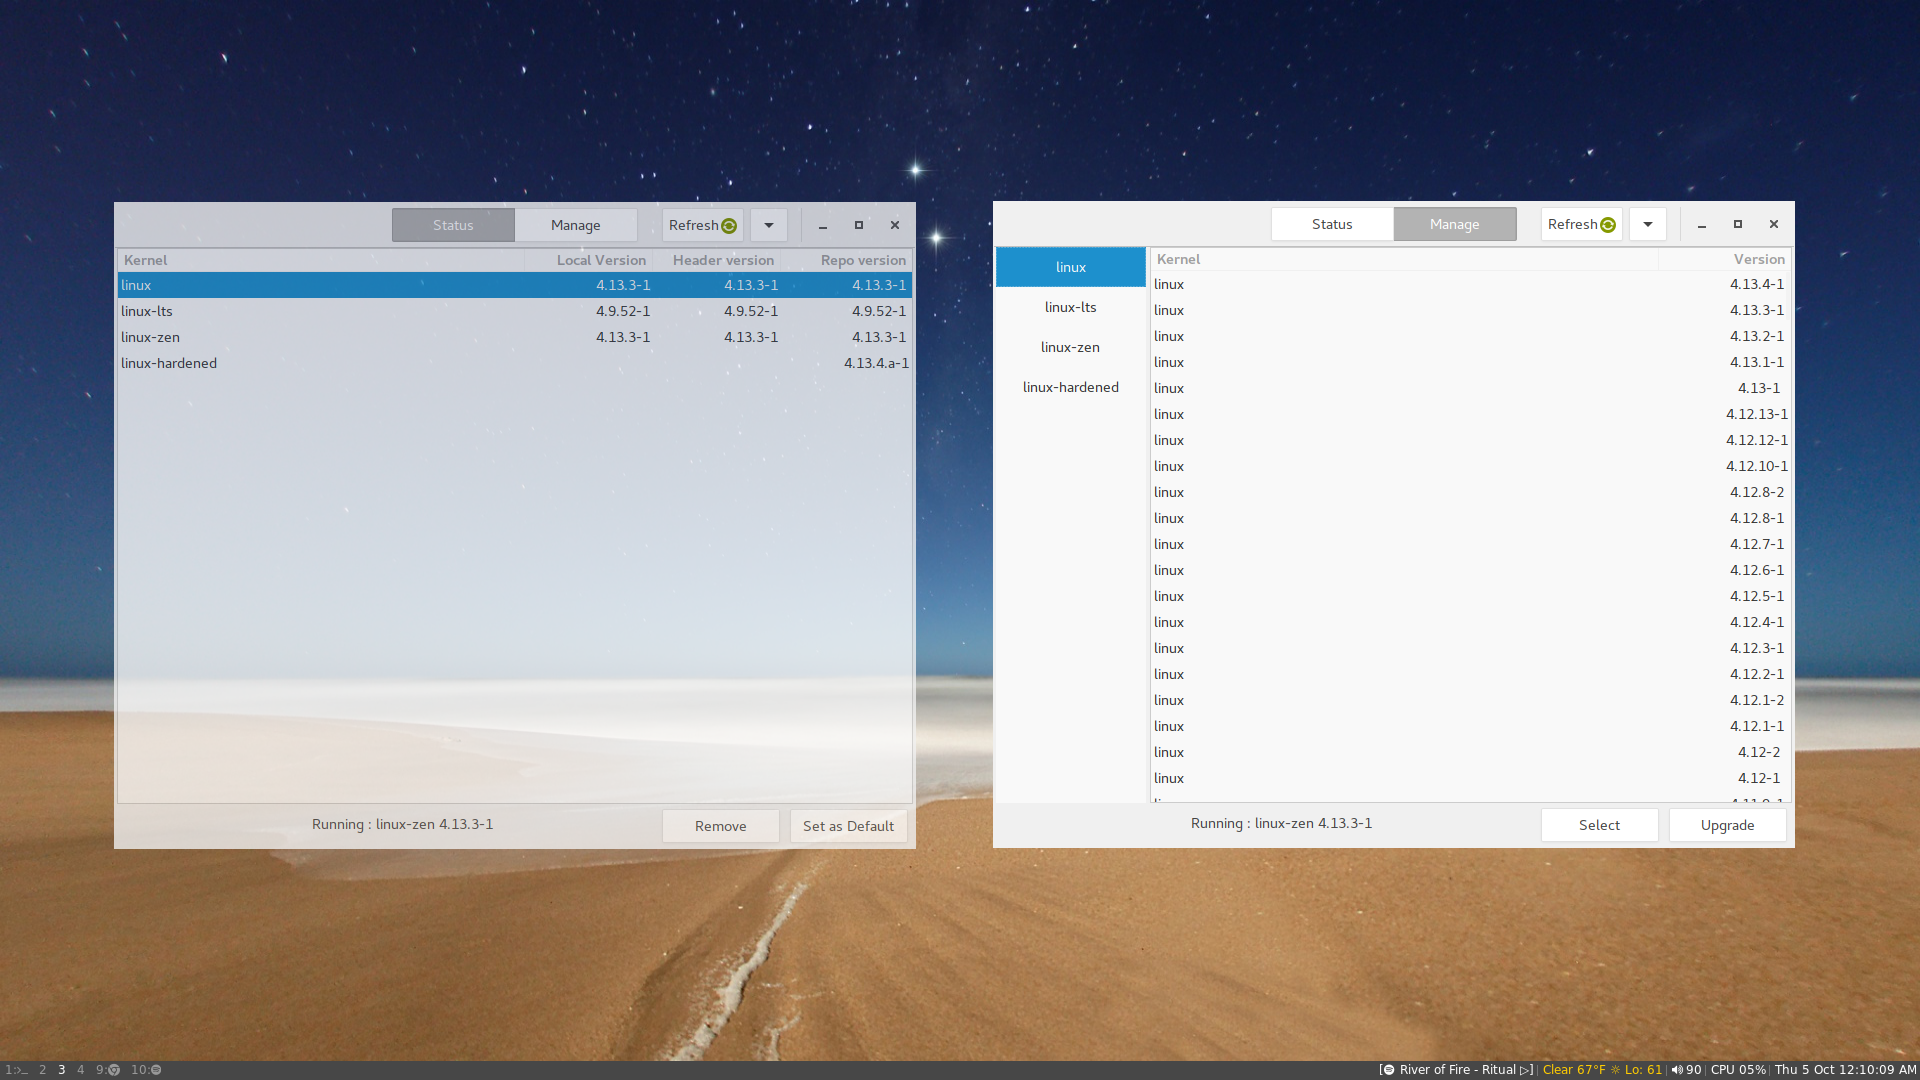 Status Manage Refresh
Kernel Local Version Header version Repo version
linux 4.13.3-1 4.13.3-1 4.13.3-1
linux-lts 4.9.52-1 4.9.52-1 4.9.52-1
linux-zen 4.13.3-1 4.13.3-1 4.13.3-1
linux-hardened 4.13.4.a-1
Running : linux-zen 4.13.3-1 Remove Set as Default
Status Manage Refresh
linux
linux-lts
linux-zen
linux-hardened
Kernel Version
linux 4.13.4-1
linux 4.13.3-1
linux 4.13.2-1
linux 4.13.1-1
linux 4.13-1
linux 4.12.13-1
linux 4.12.12-1
linux 4.12.10-1
linux 4.12.8-2
linux 4.12.8-1
linux 4.12.7-1
linux 4.12.6-1
linux 4.12.5-1
linux 4.12.4-1
linux 4.12.3-1
linux 4.12.2-1
linux 4.12.1-2
linux 4.12.1-1
linux 4.12-2
linux 4.12-1
Running : linux-zen 4.13.3-1 Select Upgrade
1:>_ 2 3 4 9: 10: [ River of Fire - Ritual ▷] Clear 67°F ☼ Lo: 61 90 CPU 05% Thu 5 Oct 12:10:09 AM